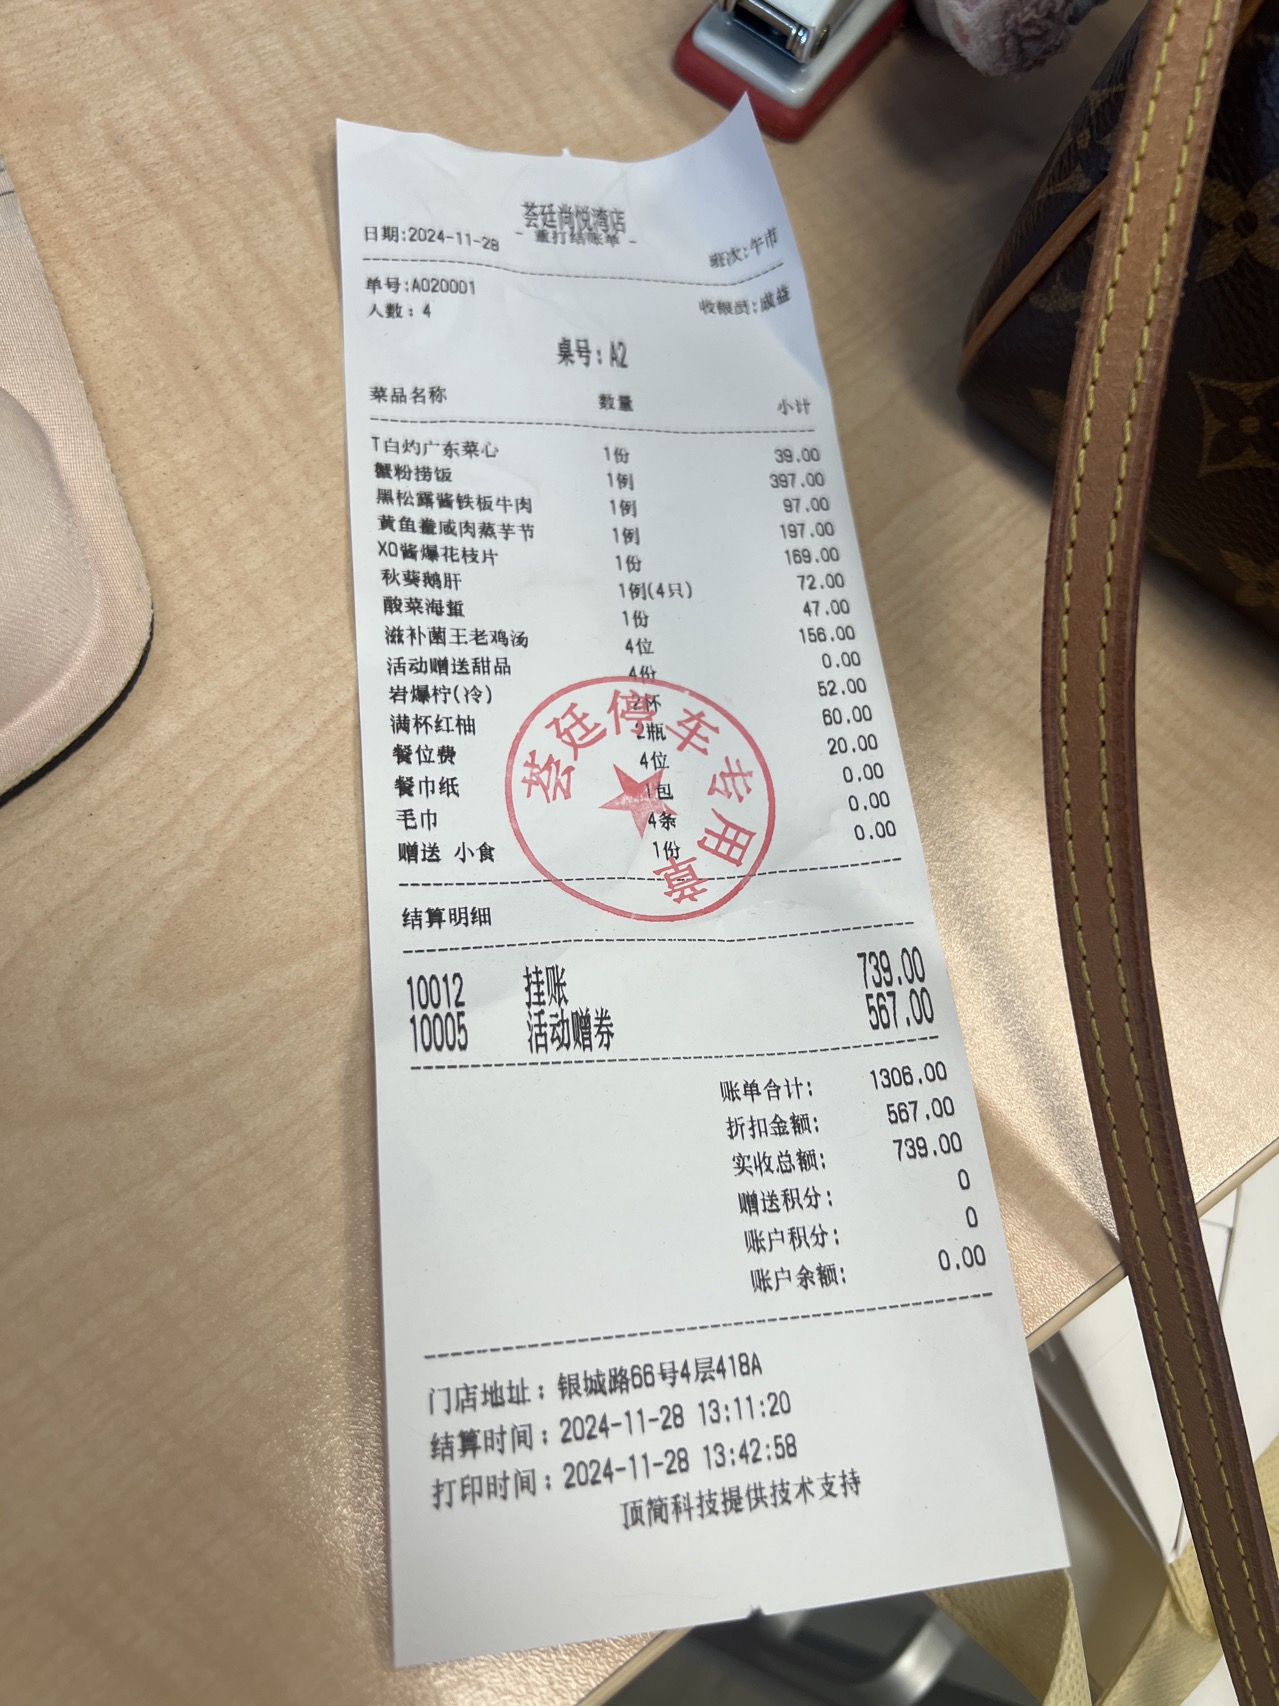 荟廷尚悦湾店
- 重打结账单 -
日期:2024-11-28 班次:午市
单号:A020001
人数：4 收银员:成益
桌号：A2
菜品名称 数量 小计
T白灼广东菜心 1份 39.00
蟹粉捞饭 1例 397.00
黑松露酱铁板牛肉 1例 97.00
黄鱼鲞咸肉蒸芋节 1例 197.00
XO酱爆花枝片 1份 169.00
秋葵鹅肝 1例(4只) 72.00
酸菜海蜇 1份 47.00
滋补菌王老鸡汤 4位 156.00
活动赠送甜品 4份 0.00
岩爆柠(冷) 2杯 52.00
满杯红柚 2瓶 60.00
餐位费 4位 20.00
餐巾纸 1包 0.00
毛巾 4条 0.00
赠送 小食 1份 0.00
荟廷停车专用章
结算明细
10012 挂账 739.00
10005 活动赠券 567.00
账单合计: 1306.00
折扣金额: 567.00
实收总额: 739.00
赠送积分: 0
账户积分: 0
账户余额: 0.00
门店地址：银城路66号4层418A
结算时间：2024-11-28 13:11:20
打印时间：2024-11-28 13:42:58
顶简科技提供技术支持